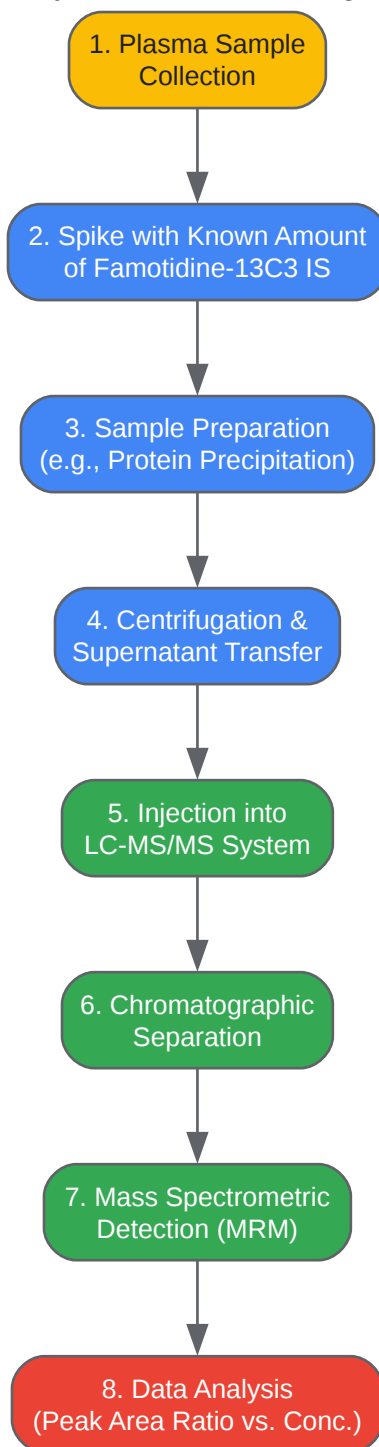 1. Plasma Sample
Collection
2. Spike with Known Amount
of Famotidine-13C3 IS
3. Sample Preparation
(e.g., Protein Precipitation)
4. Centrifugation &
Supernatant Transfer
5. Injection into
LC-MS/MS System
6. Chromatographic
Separation
7. Mass Spectrometric
Detection (MRM)
8. Data Analysis
(Peak Area Ratio vs. Conc.)